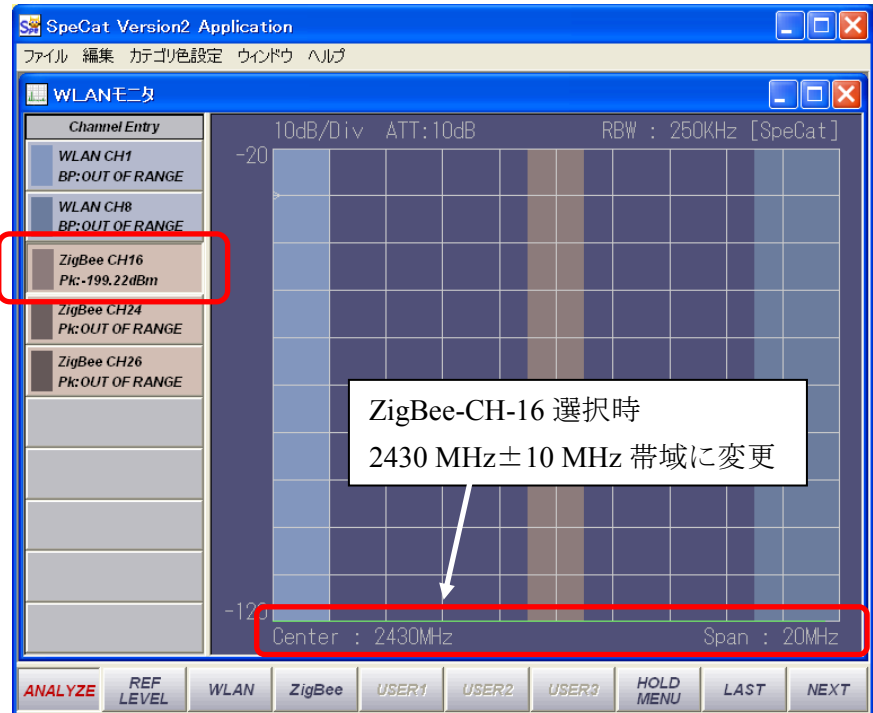 SpeCat Version2 Application
ファイル 編集 カテゴリ色設定 ウィンドウ ヘルプ
WLANモニタ
Channel Entry
WLAN CH1
BP:OUT OF RANGE
WLAN CH8
BP:OUT OF RANGE
ZigBee CH16
Pk:-199.22dBm
ZigBee CH24
Pk:OUT OF RANGE
ZigBee CH26
Pk:OUT OF RANGE
10dB/Div ATT:10dB RBW : 250KHz [SpeCat]
-20
ZigBee-CH-16 選択時
2430 MHz±10 MHz 帯域に変更
-120
Center : 2430MHz Span : 20MHz
ANALYZE REF LEVEL WLAN ZigBee USER1 USER2 USER3 HOLD MENU LAST NEXT